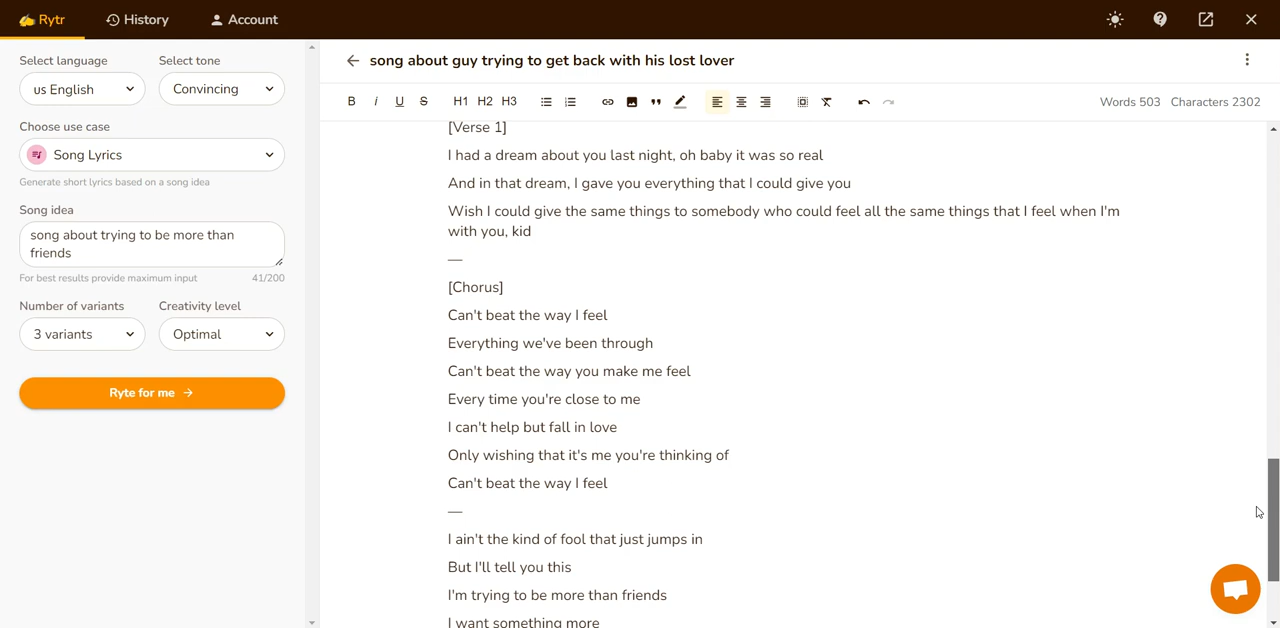 Rytr History Account
Select language Select tone
us English Convincing
Choose use case
Song Lyrics
Generate short lyrics based on a song idea
Song idea
song about trying to be more than
friends
For best results provide maximum input 41/200
Number of variants Creativity level
3 variants Optimal
Ryte for me →
song about guy trying to get back with his lost lover
B i U S H1 H2 H3 Words 503 Characters 2302
[Verse 1]
I had a dream about you last night, oh baby it was so real
And in that dream, I gave you everything that I could give you
Wish I could give the same things to somebody who could feel all the same things that I feel when I'm
with you, kid
—
[Chorus]
Can't beat the way I feel
Everything we've been through
Can't beat the way you make me feel
Every time you're close to me
I can't help but fall in love
Only wishing that it's me you're thinking of
Can't beat the way I feel
—
I ain't the kind of fool that just jumps in
But I'll tell you this
I'm trying to be more than friends
I want something more